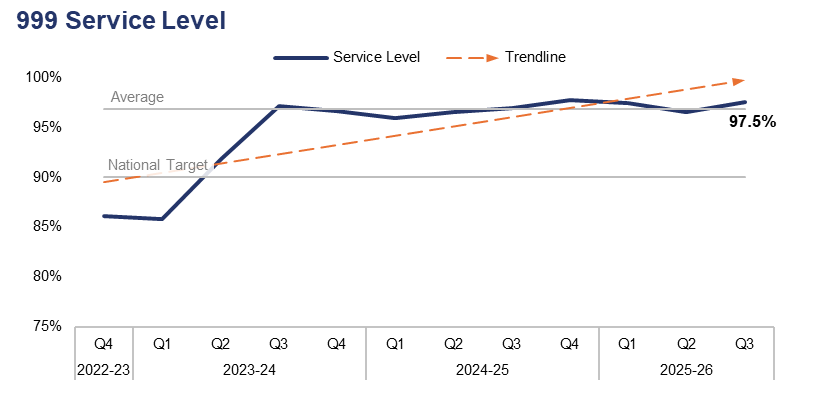 999 Service Level
Service Level
Trendline
100%
Average
95%
97.5%
National Target
90%
85%
80%
75%
Q4 Q1 Q2 Q3 Q4 Q1 Q2 Q3 Q4 Q1 Q2 Q3
2022-23 2023-24 2024-25 2025-26